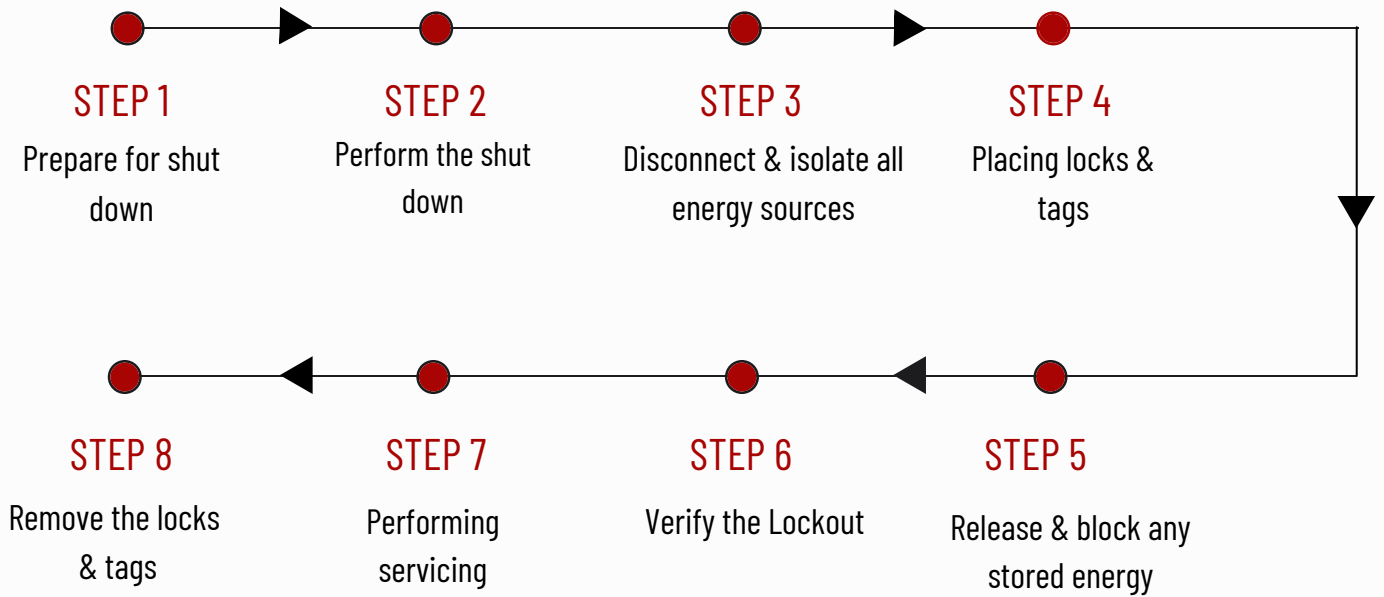 STEP 1
Prepare for shut
down
STEP 2
Perform the shut
down
STEP 3
Disconnect & isolate all
energy sources
STEP 4
Placing locks &
tags
STEP 5
Release & block any
stored energy
STEP 6
Verify the Lockout
STEP 7
Performing
servicing
STEP 8
Remove the locks
& tags